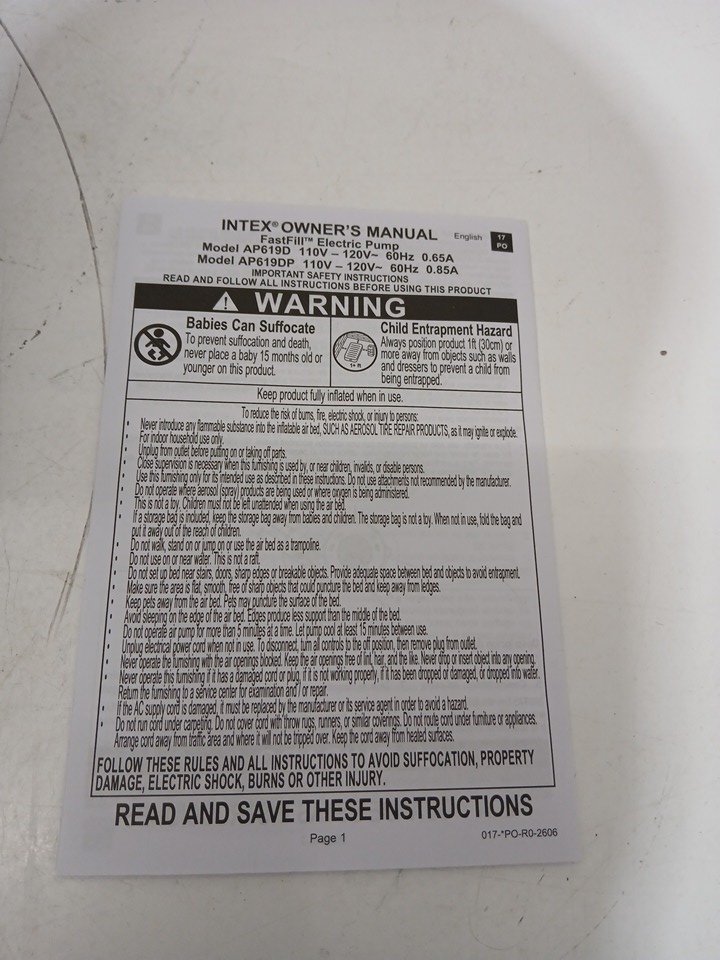 INTEX® OWNER'S MANUAL
English
17
PO
FastFill™ Electric Pump
Model AP619D 110V – 120V~ 60Hz 0.65A
Model AP619DP 110V – 120V~ 60Hz 0.85A
IMPORTANT SAFETY INSTRUCTIONS
READ AND FOLLOW ALL INSTRUCTIONS BEFORE USING THIS PRODUCT
WARNING
Babies Can Suffocate
To prevent suffocation and death,
never place a baby 15 months old or
younger on this product.
1+ ft
Child Entrapment Hazard
Always position product 1ft (30cm) or
more away from objects such as walls
and dressers to prevent a child from
being entrapped.
Keep product fully inflated when in use.
To reduce the risk of burns, fire, electric shock, or injury to persons:
• Never introduce any flammable substance into the inflatable air bed, SUCH AS AEROSOL TIRE REPAIR PRODUCTS, as it may ignite or explode.
• For indoor household use only.
• Unplug from outlet before putting on or taking off parts.
• Close supervision is necessary when this furnishing is used by, or near children, invalids, or disable persons.
• Use this furnishing only for its intended use as described in these instructions. Do not use attachments not recommended by the manufacturer.
• Do not operate where aerosol (spray) products are being used or where oxygen is being administered.
• This is not a toy. Children must not be left unattended when using the air bed.
• If a storage bag is included, keep the storage bag away from babies and children. The storage bag is not a toy. When not in use, fold the bag and
put it away out of the reach of children.
• Do not walk, stand on or jump on or use the air bed as a trampoline.
• Do not use on or near water. This is not a raft.
• Do not set up bed near stairs, doors, sharp edges or breakable objects. Provide adequate space between bed and objects to avoid entrapment.
• Make sure the area is flat, smooth, free of sharp objects that could puncture the bed and keep away from ledges.
• Keep pets away from the air bed. Pets may puncture the surface of the bed.
• Avoid sleeping on the edge of the air bed. Edges produce less support than the middle of the bed.
• Do not operate air pump for more than 5 minutes at a time. Let pump cool at least 15 minutes between use.
• Unplug electrical power cord when not in use. To disconnect, turn all controls to the off position, then remove plug from outlet.
• Never operate the furnishing with the air openings blocked. Keep the air openings free of lint, hair, and the like. Never drop or insert object into any opening.
• Never operate this furnishing if it has a damaged cord or plug, if it is not working properly, if it has been dropped or damaged, or dropped into water.
Return the furnishing to a service center for examination and / or repair.
• If the AC supply cord is damaged, it must be replaced by the manufacturer or its service agent in order to avoid a hazard.
• Do not run cord under carpeting. Do not cover cord with throw rugs, runners, or similar coverings. Do not route cord under furniture or appliances.
Arrange cord away from traffic area and where it will not be tripped over. Keep the cord away from heated surfaces.
FOLLOW THESE RULES AND ALL INSTRUCTIONS TO AVOID SUFFOCATION, PROPERTY
DAMAGE, ELECTRIC SHOCK, BURNS OR OTHER INJURY.
READ AND SAVE THESE INSTRUCTIONS
Page 1
017-*PO-R0-2606